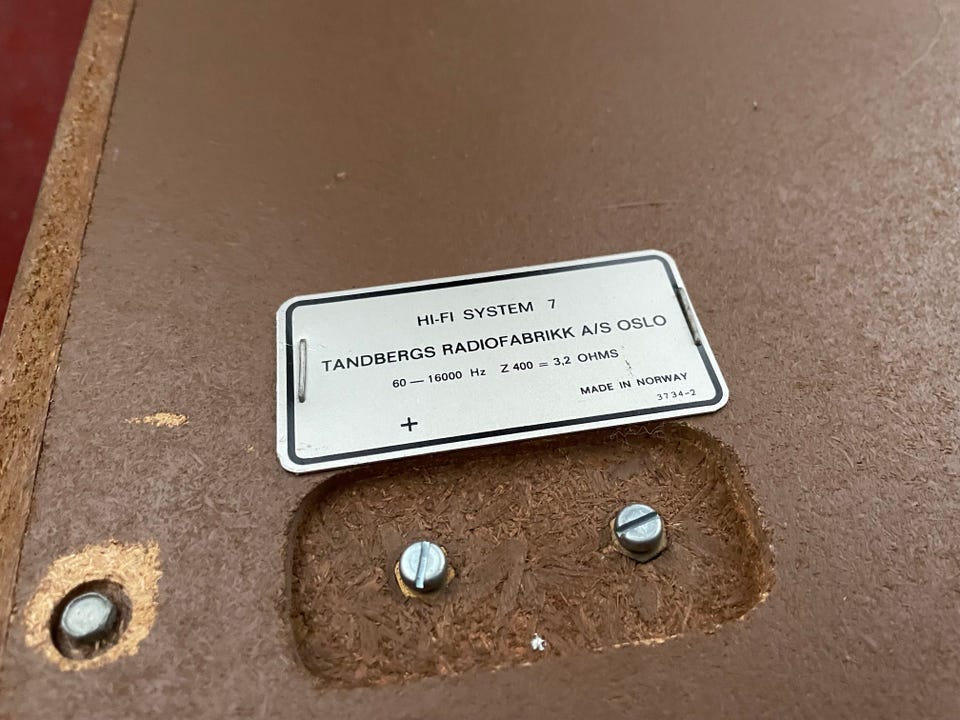 HI-FI SYSTEM 7
TANDBERGS RADIOFABRIKK A/S OSLO
60 — 16000 Hz Z 400 = 3,2 OHMS
MADE IN NORWAY
3734-2
+